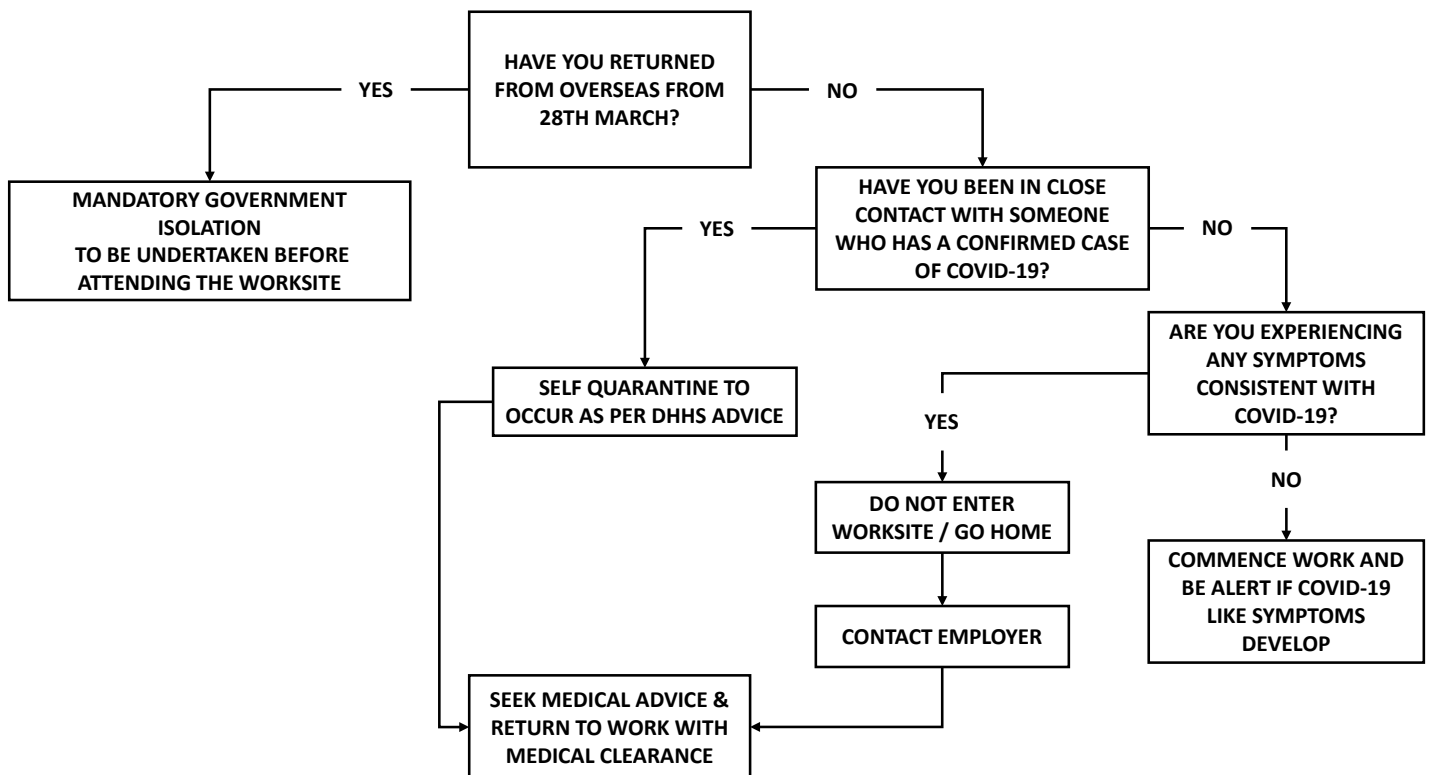 HAVE YOU RETURNED
FROM OVERSEAS FROM
28TH MARCH?
YES
NO
MANDATORY GOVERNMENT
ISOLATION
TO BE UNDERTAKEN BEFORE
ATTENDING THE WORKSITE
HAVE YOU BEEN IN CLOSE
CONTACT WITH SOMEONE
WHO HAS A CONFIRMED CASE
OF COVID-19?
YES
NO
SELF QUARANTINE TO
OCCUR AS PER DHHS ADVICE
ARE YOU EXPERIENCING
ANY SYMPTOMS
CONSISTENT WITH
COVID-19?
YES
NO
DO NOT ENTER
WORKSITE / GO HOME
COMMENCE WORK AND
BE ALERT IF COVID-19
LIKE SYMPTOMS
DEVELOP
CONTACT EMPLOYER
SEEK MEDICAL ADVICE &
RETURN TO WORK WITH
MEDICAL CLEARANCE